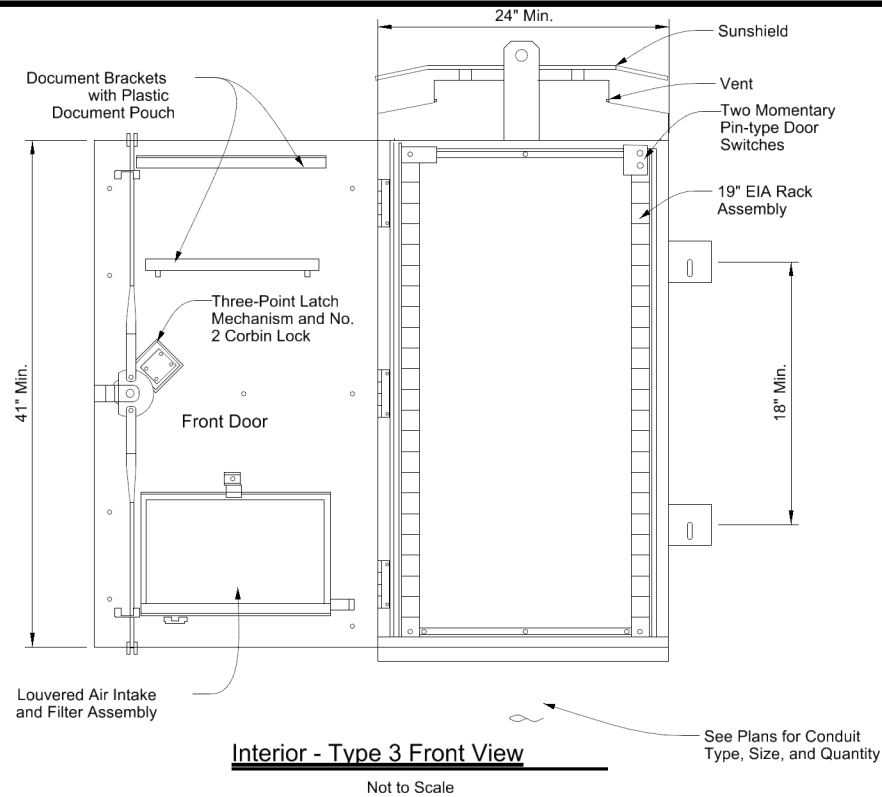 24" Min.
Sunshield
Document Brackets
with Plastic
Document Pouch
Vent
Two Momentary
Pin-type Door
Switches
19" EIA Rack
Assembly
Three-Point Latch
Mechanism and No.
2 Corbin Lock
41" Min.
18" Min.
Front Door
Louvered Air Intake
and Filter Assembly
See Plans for Conduit
Type, Size, and Quantity
Interior - Type 3 Front View
Not to Scale